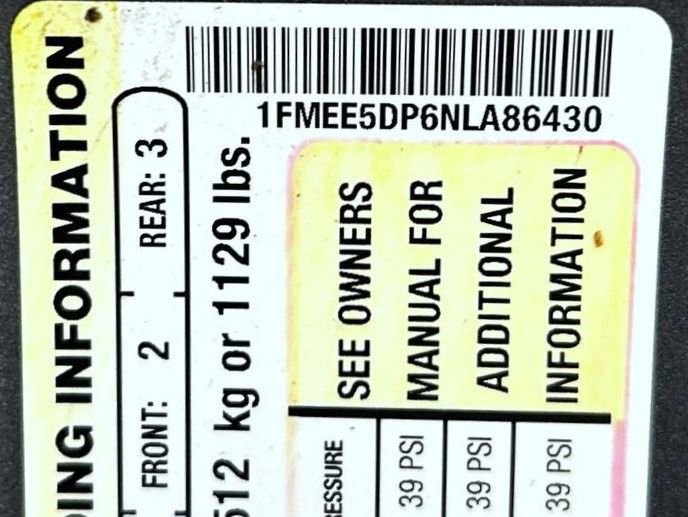 1FMEE5DP6NLA86430
ING INFORMATION
FRONT: 2 REAR: 3
512 kg or 1129 lbs.
SEE OWNERS
MANUAL FOR
ADDITIONAL
INFORMATION
ESSURE
39 PSI
39 PSI
39 PSI